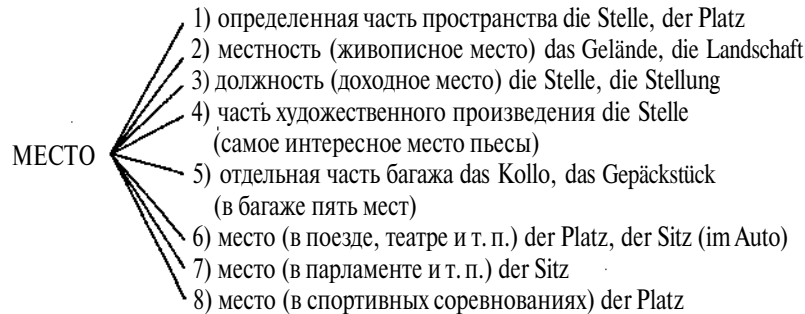 1) определенная часть пространства die Stelle, der Platz
2) местность (живописное место) das Gelände, die Landschaft
3) должность (доходное место) die Stelle, die Stellung
4) часть художественного произведения die Stelle
(самое интересное место пьесы)
МЕСТО
5) отдельная часть багажа das Kollo, das Gepäckstück
(в багаже пять мест)
6) место (в поезде, театре и т. п.) der Platz, der Sitz (im Auto)
7) место (в парламенте и т. п.) der Sitz
8) место (в спортивных соревнованиях) der Platz